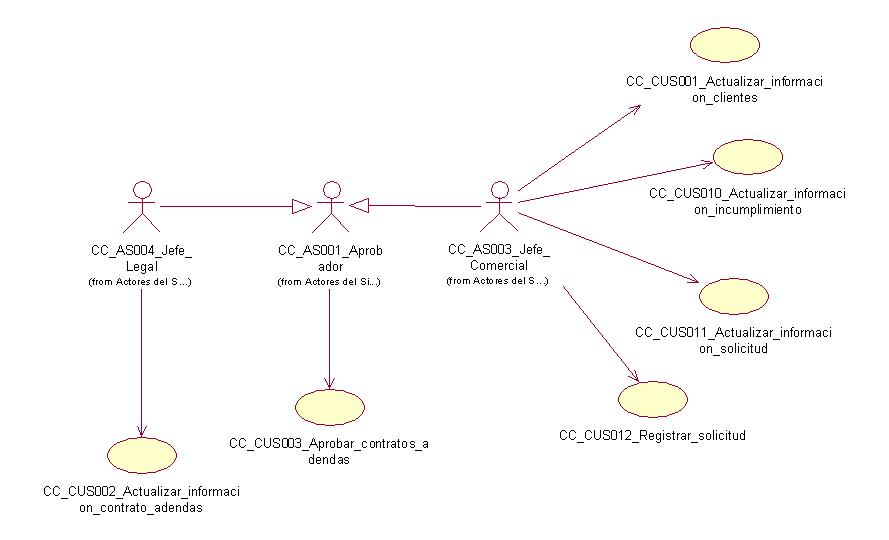 CC_CUS001_Actualizar_informaci
on_clientes
CC_CUS010_Actualizar_informaci
on_incumplimiento
CC_AS004_Jefe_
Legal
(from Actores del S...)
CC_AS001_Aprob
ador
(from Actores del Si...)
CC_AS003_Jefe_
Comercial
(from Actores del S...)
CC_CUS011_Actualizar_informaci
on_solicitud
CC_CUS012_Registrar_solicitud
CC_CUS003_Aprobar_contratos_a
dendas
CC_CUS002_Actualizar_informaci
on_contrato_adendas